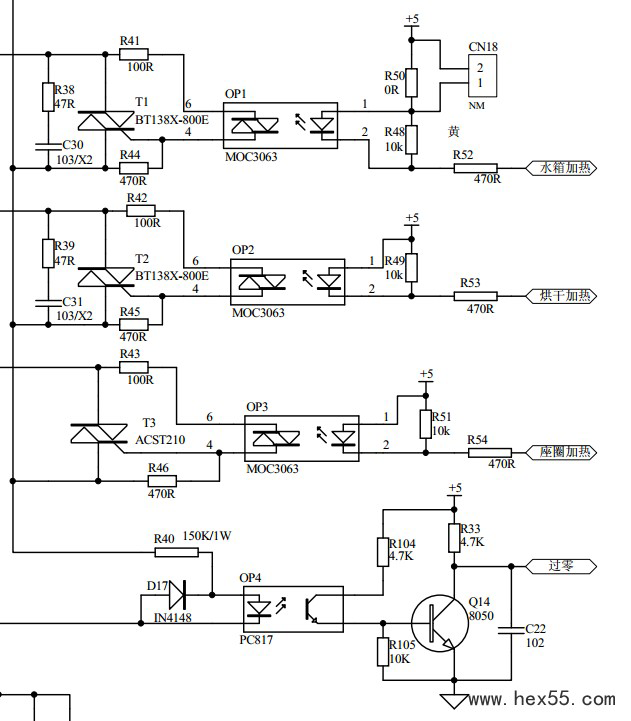 +5
CN18
R41
100R
R38
47R
R50
0R
2
1
NM
T1
BT138X-800E
OP1
6
4
1
2
MOC3063
C30
103/X2
R44
470R
R48
10k
黄
R52
470R
水箱加热
R42
100R
+5
R39
47R
T2
BT138X-800E
OP2
6
4
1
2
MOC3063
R49
10k
R53
470R
烘干加热
C31
103/X2
R45
470R
R43
100R
+5
T3
ACST210
OP3
6
4
1
2
MOC3063
R51
10k
R54
470R
座圈加热
R46
470R
+5
R40
150K/1W
R104
4.7K
R33
4.7K
过零
D17
IN4148
OP4
PC817
Q14
8050
R105
10K
C22
102
www.hex55.com